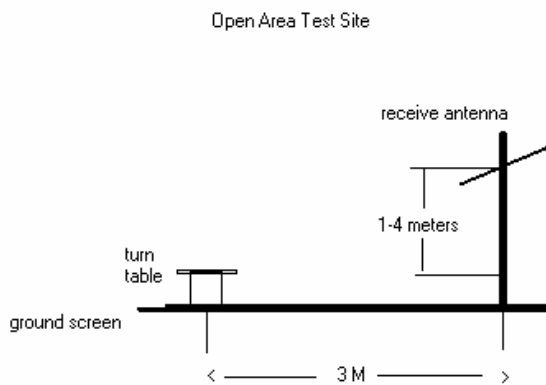 Open Area Test Site
receive antenna
1-4 meters
turn
table
ground screen
3 M